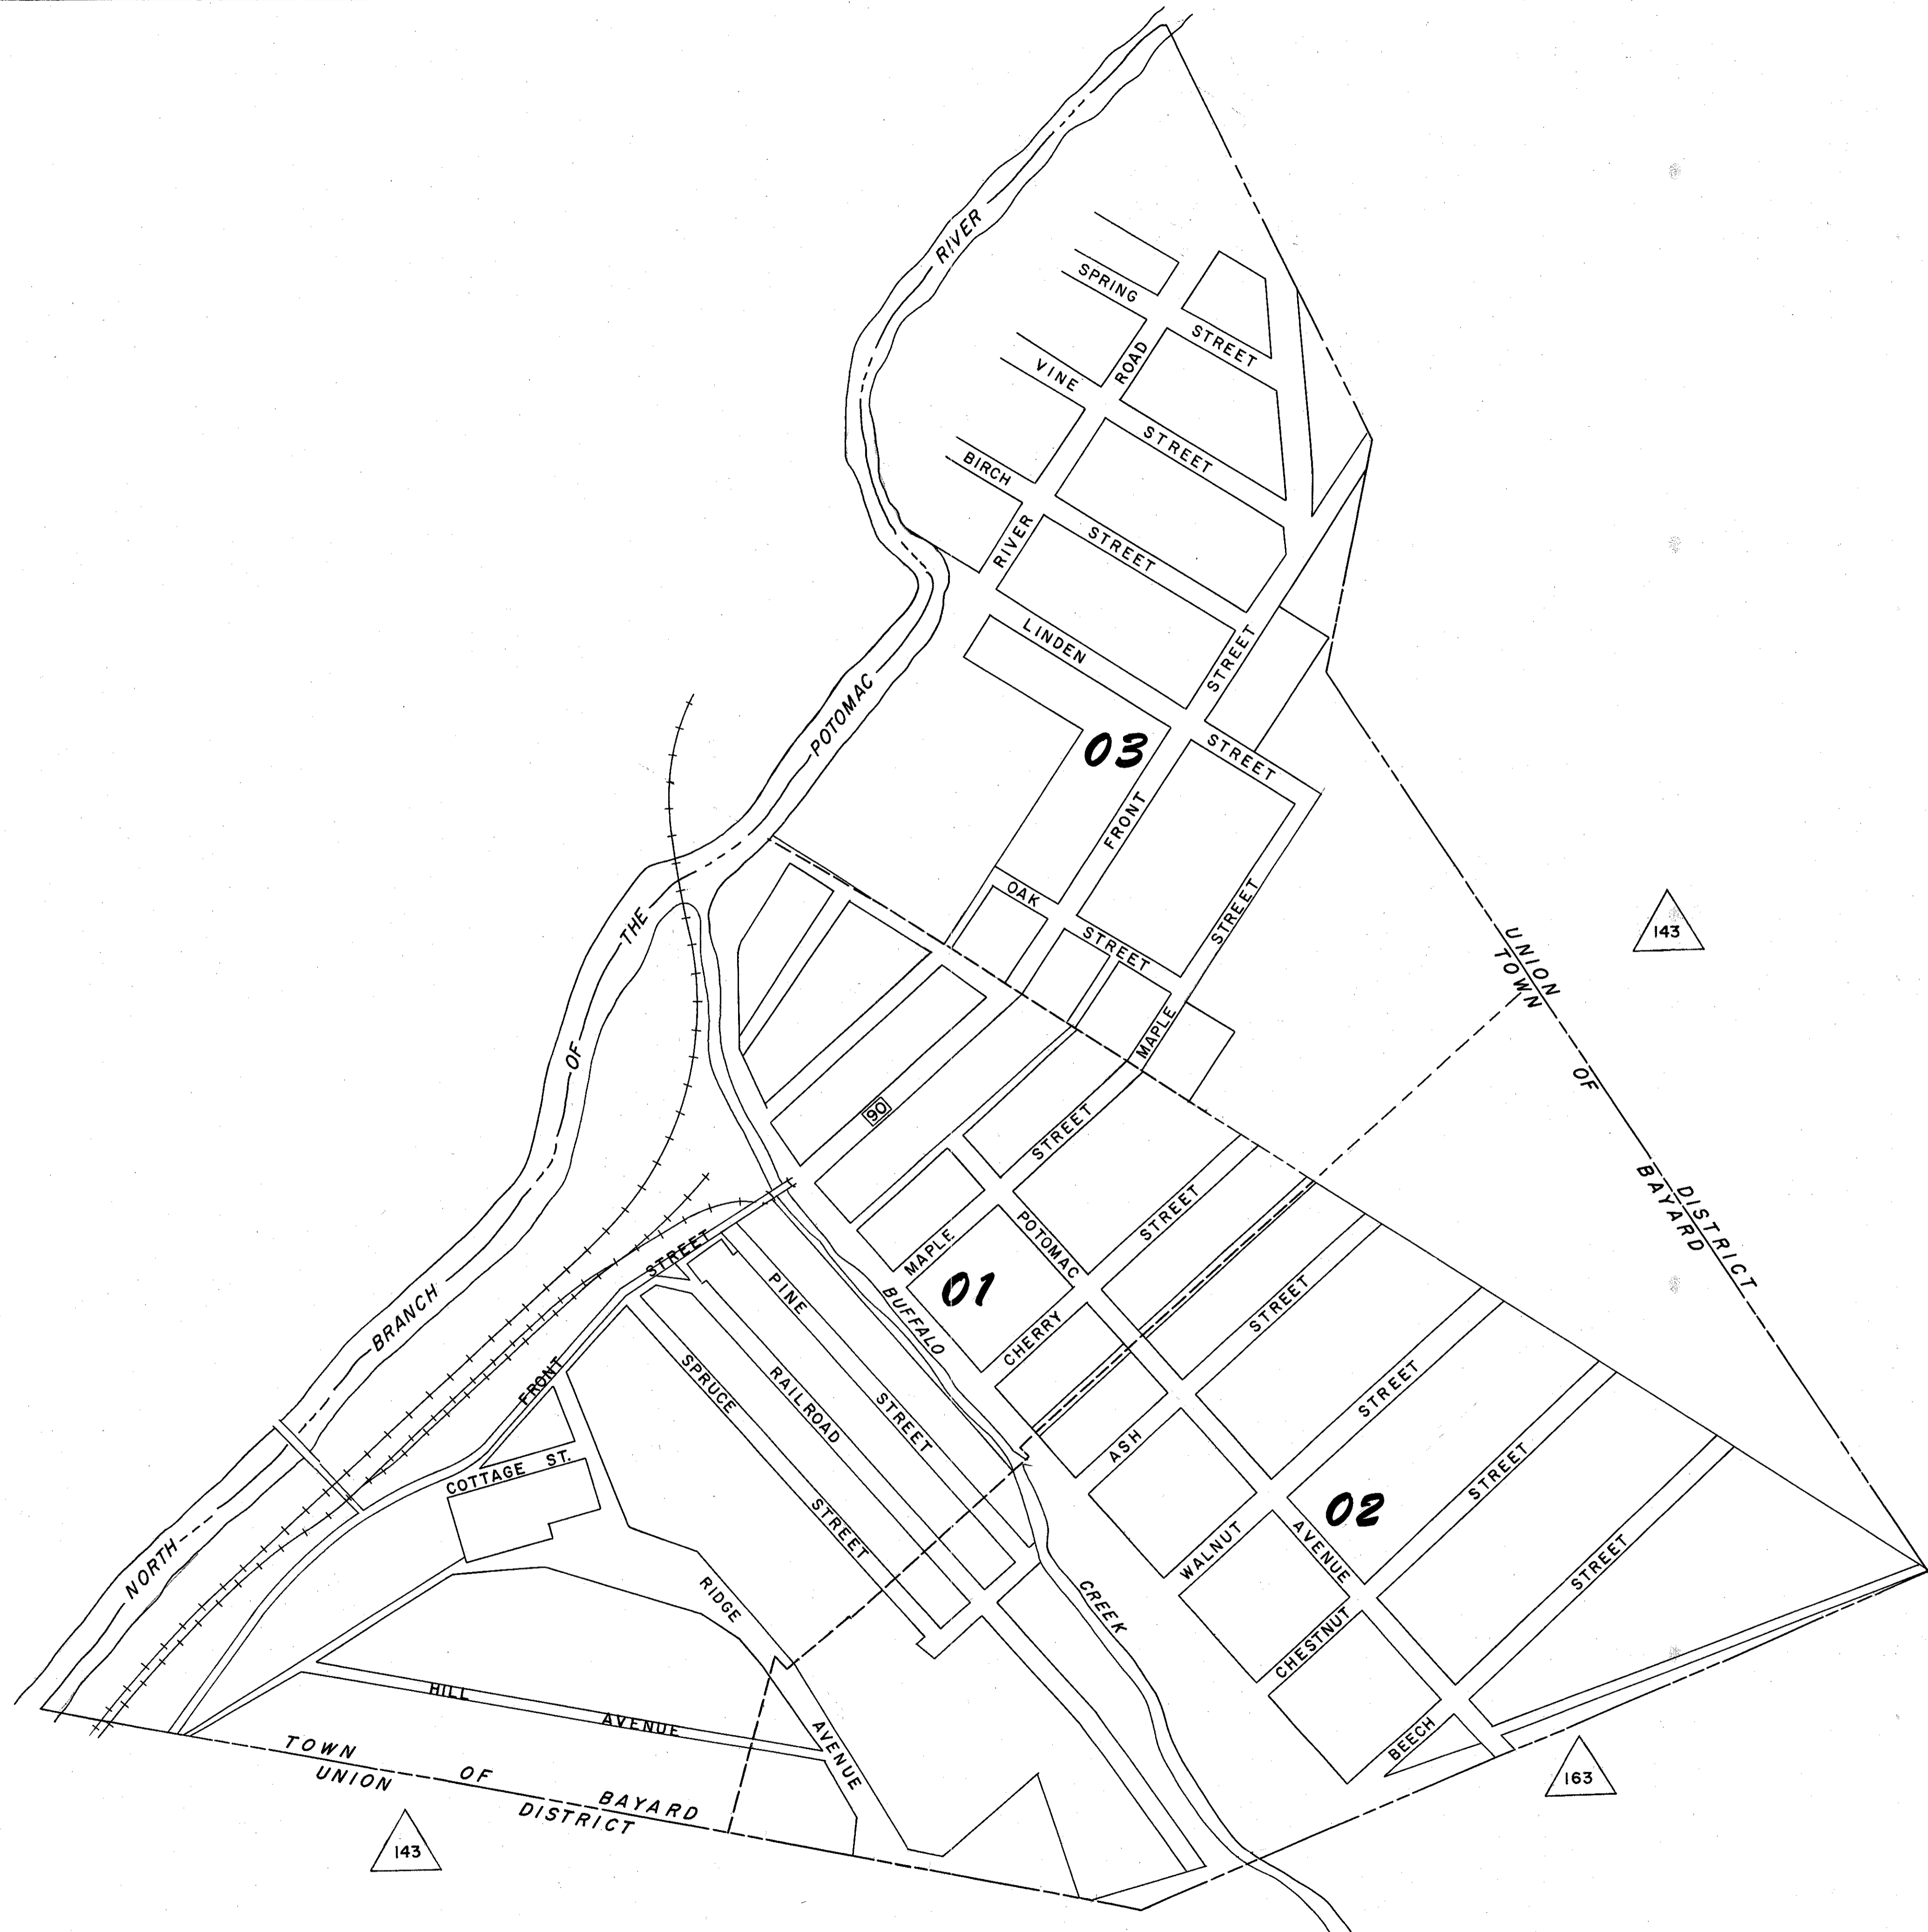 RIVER
SPRING
STREET
ROAD
VINE
STREET
BIRCH
STREET
RIVER
LINDEN
STREET
POTOMAC
03
STREET
FRONT
OAK
STREET
STREET
THE
143
UNION
TOWN
MAPLE
OF
OF
90
STREET
DISTRICT
BAYARD
STREET
POTOMAC
MAPLE
STREET
PINE
01
BUFFALO
STREET
BRANCH
CHERRY
FRONT
SPRUCE
RAILROAD
STREET
STREET
ASH
COTTAGE ST.
STREET
02
STREET
NORTH
WALNUT
AVENUE
STREET
RIDGE
CREEK
CHESTNUT
HILL
AVENUE
AVENUE
BEECH
TOWN OF BAYARD
UNION DISTRICT
163
143